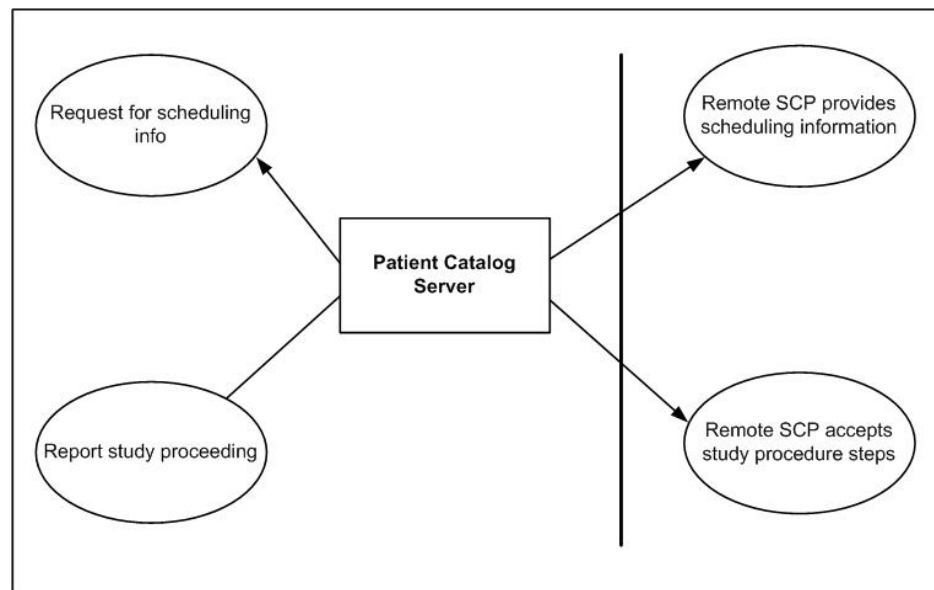 Request for scheduling
info
Remote SCP provides
scheduling information
Patient Catalog
Server
Report study proceeding
Remote SCP accepts
study procedure steps